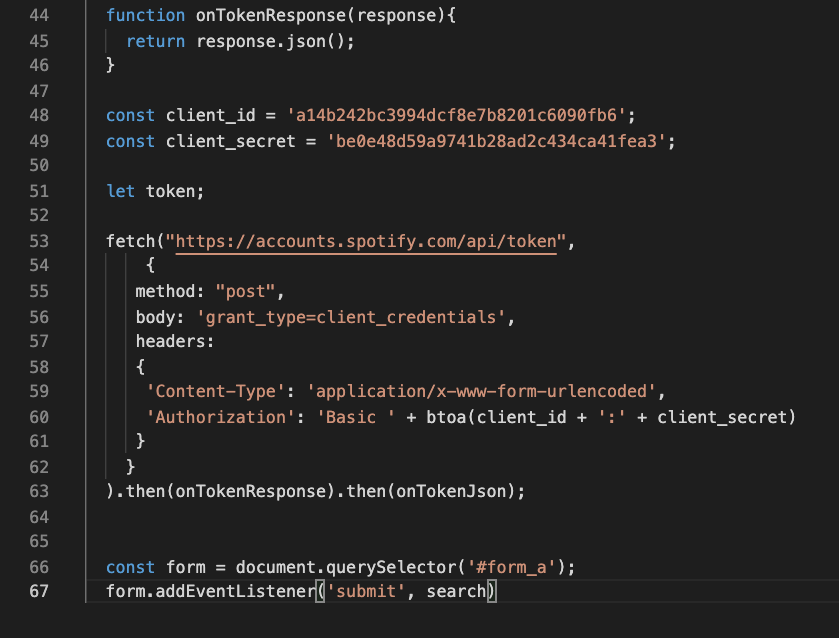 44 function onTokenResponse(response){
45 return response.json();
46 }
47
48 const client_id = 'a14b242bc3994dcf8e7b8201c6090fb6';
49 const client_secret = 'be0e48d59a9741b28ad2c434ca41fea3';
50
51 let token;
52
53 fetch("https://accounts.spotify.com/api/token",
54 {
55 method: "post",
56 body: 'grant_type=client_credentials',
57 headers:
58 {
59 'Content-Type': 'application/x-www-form-urlencoded',
60 'Authorization': 'Basic ' + btoa(client_id + ':' + client_secret)
61 }
62 }
63 ).then(onTokenResponse).then(onTokenJson);
64
65
66 const form = document.querySelector('#form_a');
67 form.addEventListener('submit', search)